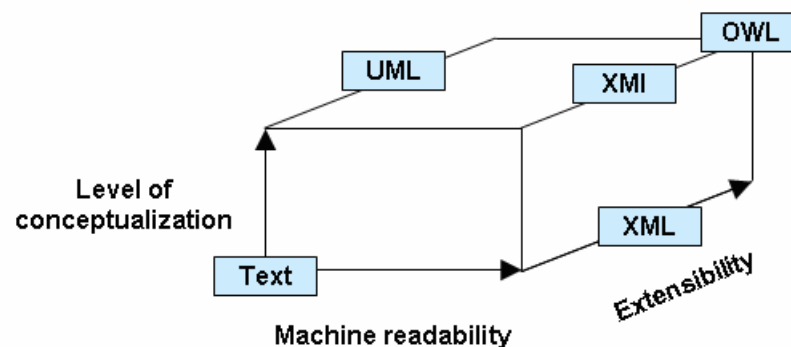 OWL
UML
XMI
Level of
conceptualization
XML
Text
Extensibility
Machine readability